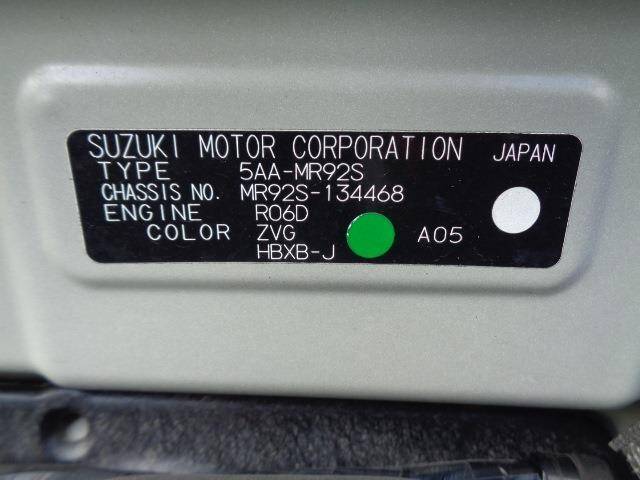 SUZUKI MOTOR CORPORATION JAPAN
TYPE 5AA-MR92S
CHASSIS NO. MR92S-134468
ENGINE R06D
COLOR ZVG A05
HBXB-J